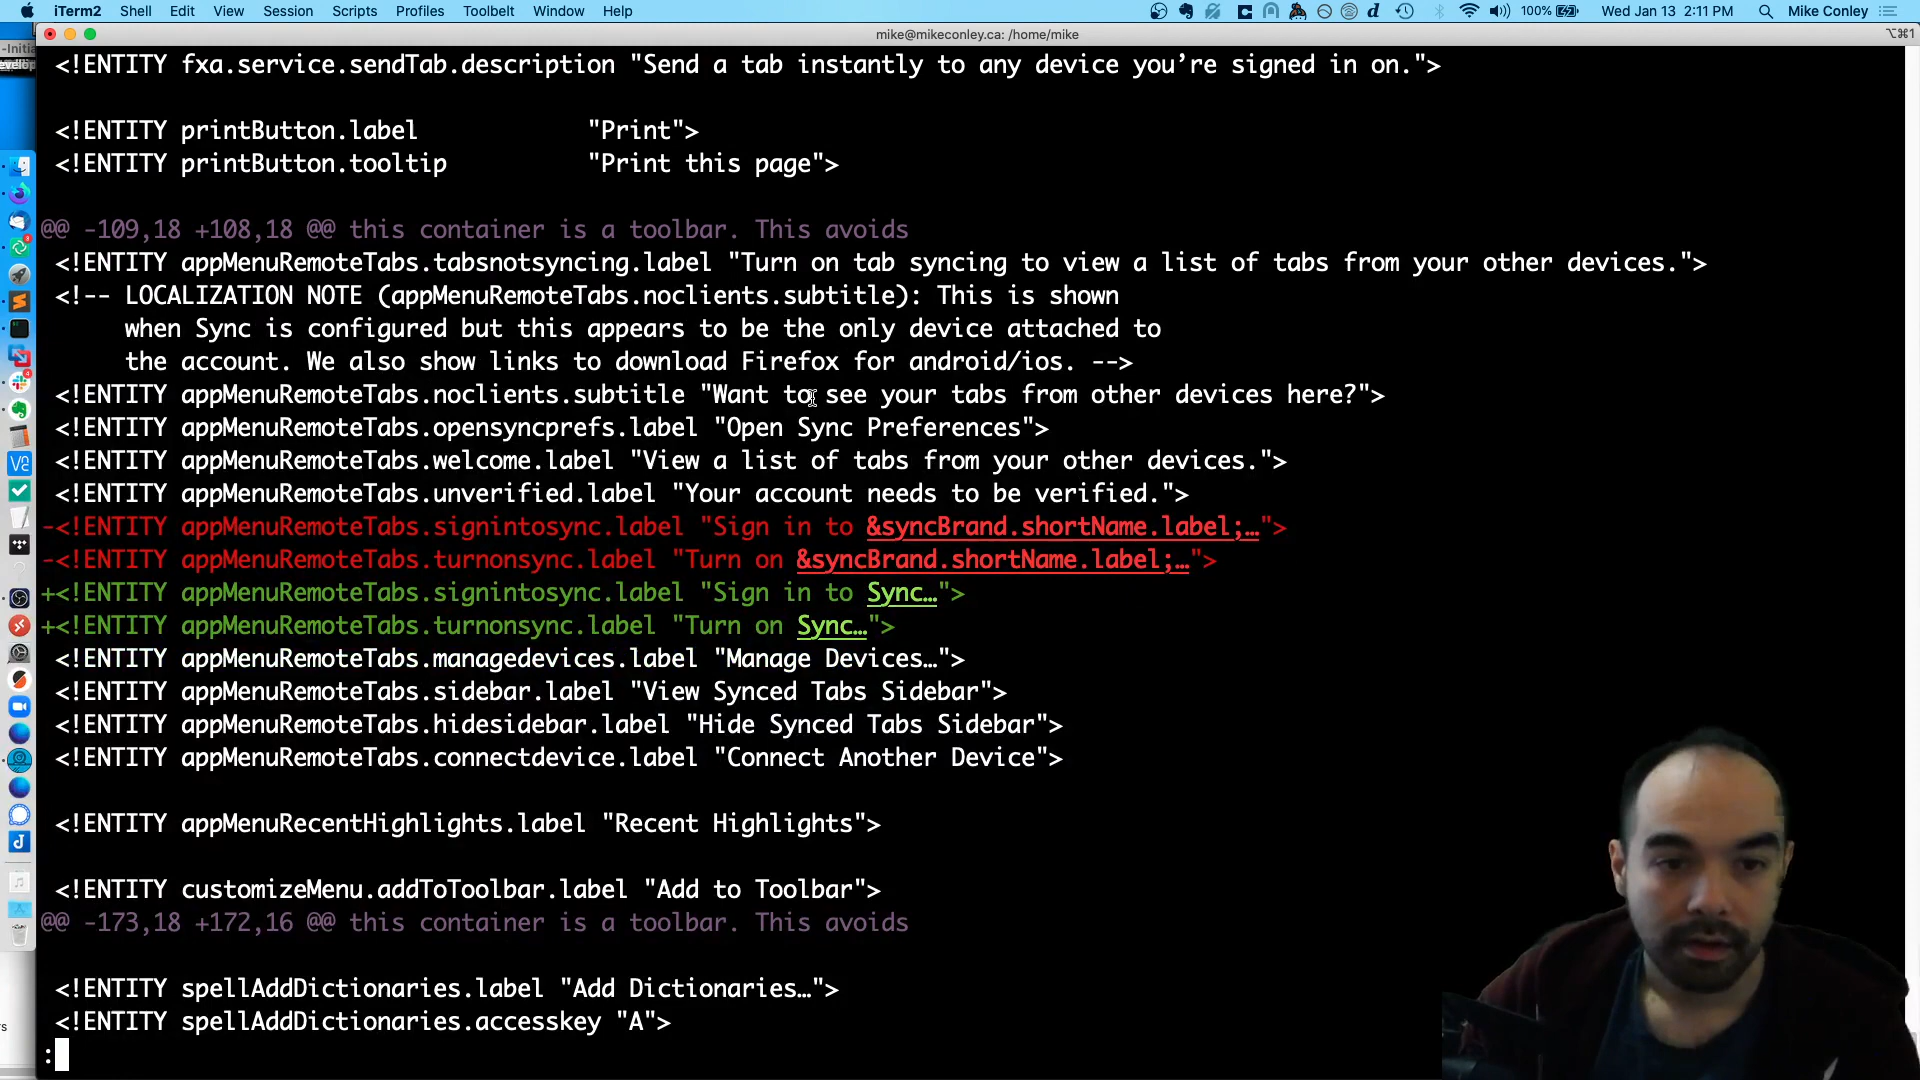 iTerm2 Shell Edit View Session Scripts Profiles Toolbelt Window Help 100% Wed Jan 13 2:11 PM Mike Conley
mike@mikeconley.ca: /home/mike ⌥⌘1
<!ENTITY fxa.service.sendTab.description "Send a tab instantly to any device you’re signed in on.">
<!ENTITY printButton.label "Print">
<!ENTITY printButton.tooltip "Print this page">
@@ -109,18 +108,18 @@ this container is a toolbar. This avoids
<!ENTITY appMenuRemoteTabs.tabsnotsyncing.label "Turn on tab syncing to view a list of tabs from your other devices.">
<!-- LOCALIZATION NOTE (appMenuRemoteTabs.noclients.subtitle): This is shown
when Sync is configured but this appears to be the only device attached to
the account. We also show links to download Firefox for android/ios. -->
<!ENTITY appMenuRemoteTabs.noclients.subtitle "Want to see your tabs from other devices here?">
<!ENTITY appMenuRemoteTabs.opensyncprefs.label "Open Sync Preferences">
<!ENTITY appMenuRemoteTabs.welcome.label "View a list of tabs from your other devices.">
<!ENTITY appMenuRemoteTabs.unverified.label "Your account needs to be verified.">
-<!ENTITY appMenuRemoteTabs.signintosync.label "Sign in to &syncBrand.shortName.label;…">
-<!ENTITY appMenuRemoteTabs.turnonsync.label "Turn on &syncBrand.shortName.label;…">
+<!ENTITY appMenuRemoteTabs.signintosync.label "Sign in to Sync…">
+<!ENTITY appMenuRemoteTabs.turnonsync.label "Turn on Sync…">
<!ENTITY appMenuRemoteTabs.managedevices.label "Manage Devices…">
<!ENTITY appMenuRemoteTabs.sidebar.label "View Synced Tabs Sidebar">
<!ENTITY appMenuRemoteTabs.hidesidebar.label "Hide Synced Tabs Sidebar">
<!ENTITY appMenuRemoteTabs.connectdevice.label "Connect Another Device">
<!ENTITY appMenuRecentHighlights.label "Recent Highlights">
<!ENTITY customizeMenu.addToToolbar.label "Add to Toolbar">
@@ -173,18 +172,16 @@ this container is a toolbar. This avoids
<!ENTITY spellAddDictionaries.label "Add Dictionaries…">
<!ENTITY spellAddDictionaries.accesskey "A">
: